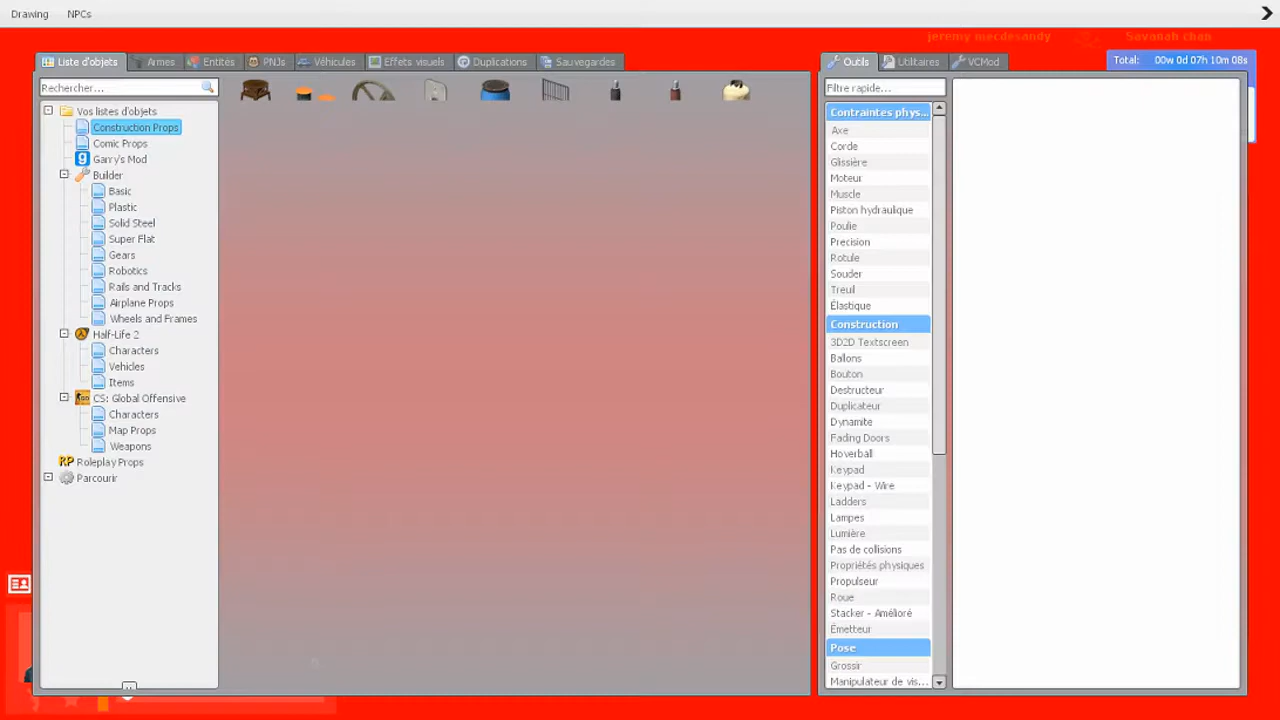 Drawing NPCs
jeremy mecdesandy Savanah chan
Liste d'objets Armes Entités PNJs Véhicules Effets visuels Duplications Sauvegardes
Outils Utilitaires VCMod
Total: 00w 0d 07h 10m 08s
Rechercher...
Vos listes d'objets
Construction Props
Comic Props
Garry's Mod
Builder
Basic
Plastic
Solid Steel
Super Flat
Gears
Robotics
Rails and Tracks
Airplane Props
Wheels and Frames
Half-Life 2
Characters
Vehicles
Items
CS: Global Offensive
Characters
Map Props
Weapons
RP Roleplay Props
Parcourir
Filtre rapide...
Contraintes phys...
Axe
Corde
Glissière
Moteur
Muscle
Piston hydraulique
Poulie
Precision
Rotule
Souder
Treuil
Élastique
Construction
3D2D Textscreen
Ballons
Bouton
Destructeur
Duplicateur
Dynamite
Fading Doors
Hoverball
Keypad
Keypad - Wire
Ladders
Lampes
Lumière
Pas de collisions
Propriétés physiques
Propulseur
Roue
Stacker - Amélioré
Émetteur
Pose
Grossir
Manipulateur de vis...